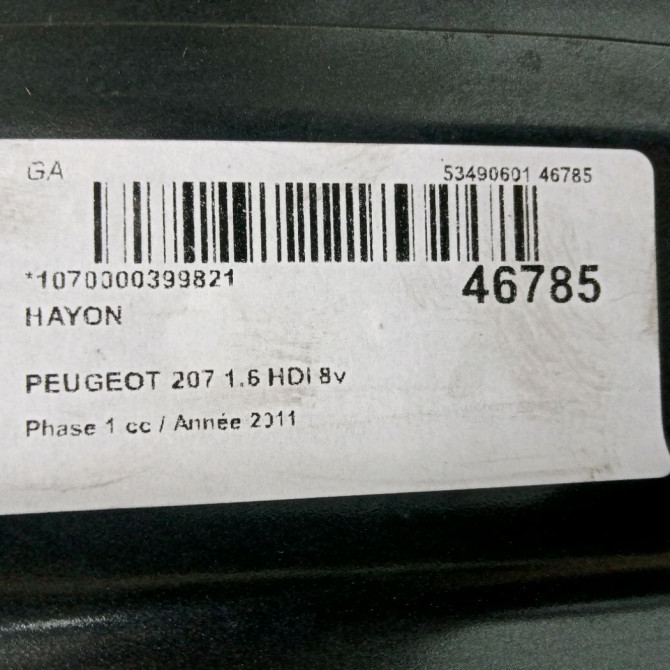 GA
53490601 46785
*1070000399821
46785
HAYON
PEUGEOT 207 1.6 HDI 8v
Phase 1 cc / Année 2011